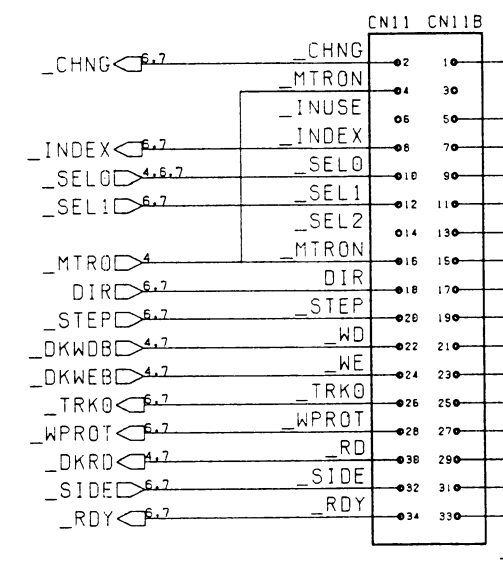 CN11 CN11B
_CHNG 6,7 _CHNG 2 1
_MTRON 4 3
_INUSE 6 5
_INDEX 6,7 _INDEX 8 7
_SEL0 4,6,7 _SEL0 10 9
_SEL1 6,7 _SEL1 12 11
_SEL2 14 13
_MTR0 4 _MTRON 16 15
DIR 6,7 DIR 18 17
_STEP 6,7 _STEP 20 19
_DKWDB 4,7 _WD 22 21
_DKWEB 4,7 _WE 24 23
_TRK0 6,7 _TRK0 26 25
_WPROT 6,7 _WPROT 28 27
_DKRD 4,7 _RD 30 29
_SIDE 6,7 _SIDE 32 31
_RDY 6,7 _RDY 34 33